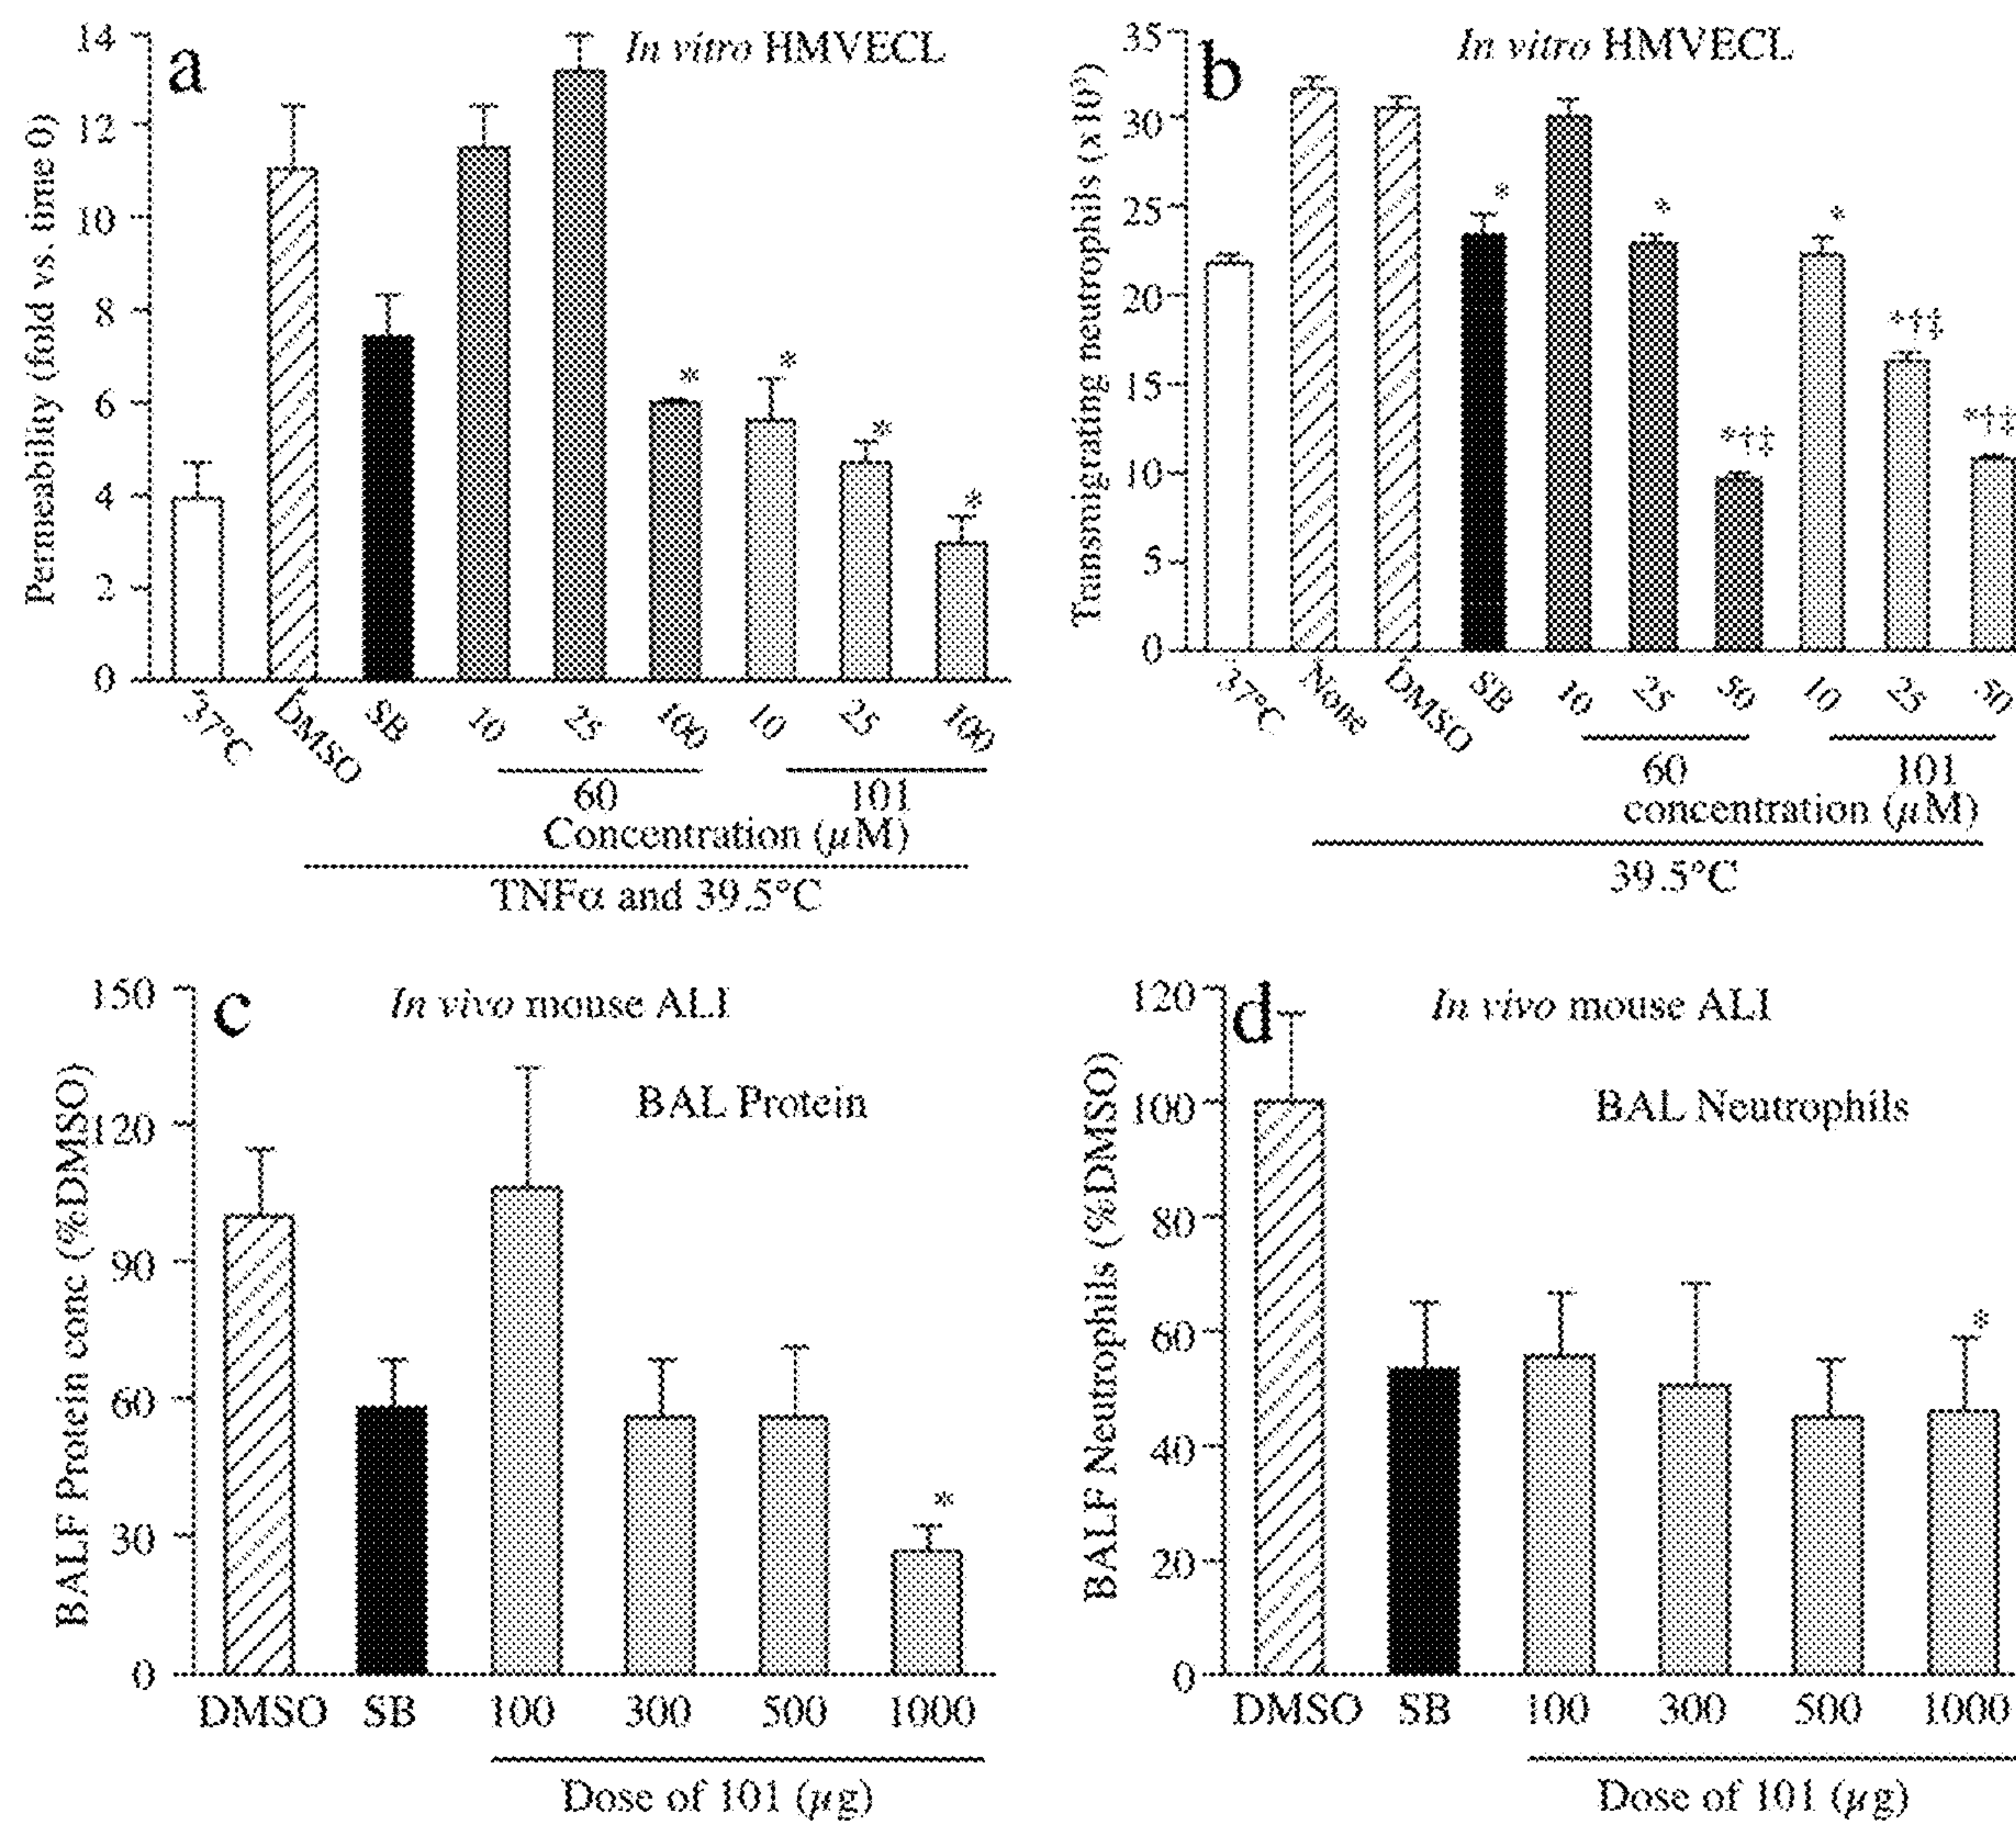 a
In vitro HMVECL
Permeability (fold vs. time 0)
14
12
10
8
6
4
2
0
*
*
*
*
37°C
DMSO
SB
10
25
100
10
25
100
60
101
Concentration (μM)
TNFα and 39.5°C
b
In vitro HMVECL
Transmigrating neutrophils (x10³)
35
30
25
20
15
10
5
0
*
*
*†‡
*
*†‡
*†‡
37°C
None
DMSO
SB
10
25
50
10
25
50
60
101
concentration (μM)
39.5°C
c
In vivo mouse ALI
BAL Protein
BALF Protein conc (%DMSO)
150
120
90
60
30
0
*
DMSO
SB
100
300
500
1000
Dose of 101 (μg)
d
In vivo mouse ALI
BAL Neutrophils
BALF Neutrophils (%DMSO)
120
100
80
60
40
20
0
*
DMSO
SB
100
300
500
1000
Dose of 101 (μg)